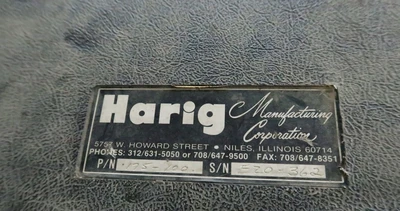 Harig Manufacturing Corporation
5757 W. HOWARD STREET • NILES, ILLINOIS 60714
PHONES: 312/631-5050 or 708/647-9500 FAX: 708/647-8351
P/N S/N